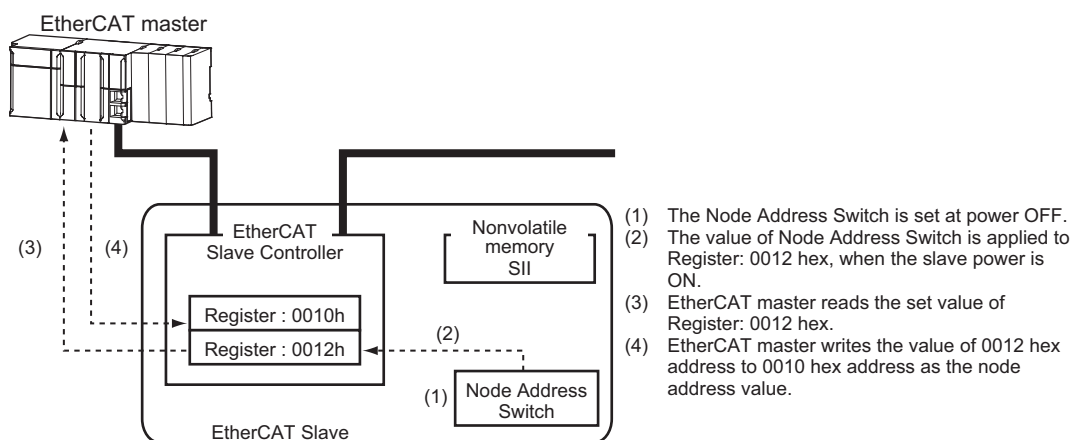 EtherCAT master
(3)
(4)
EtherCAT
Slave Controller
Nonvolatile
memory
SII
Register : 0010h
Register : 0012h
(2)
(1)
Node Address
Switch
EtherCAT Slave
(1) The Node Address Switch is set at power OFF.
(2) The value of Node Address Switch is applied to
Register: 0012 hex, when the slave power is
ON.
(3) EtherCAT master reads the set value of
Register: 0012 hex.
(4) EtherCAT master writes the value of 0012 hex
address to 0010 hex address as the node
address value.